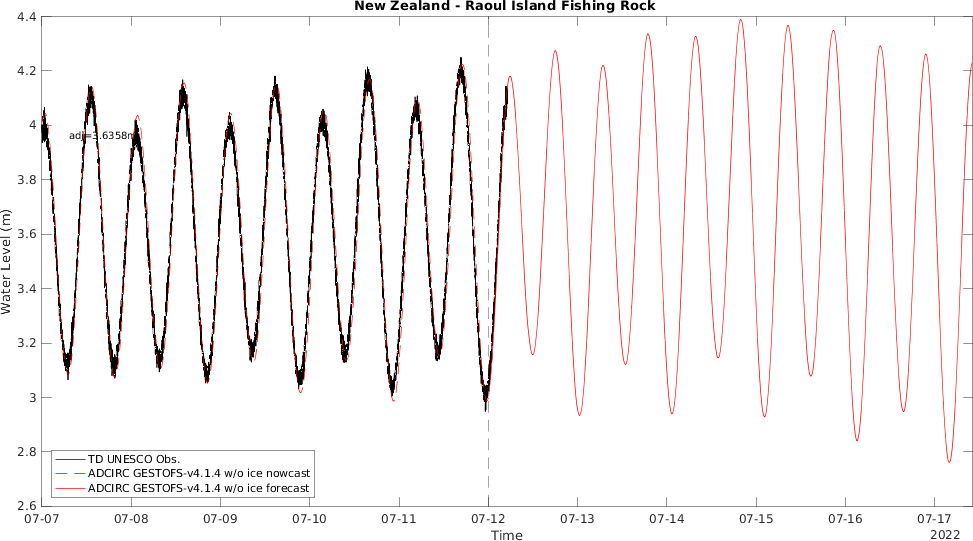 New Zealand - Raoul Island Fishing Rock
4.4
4.2
4
3.8
3.6
3.4
3.2
3
2.8
2.6
Water Level (m)
adj=3.6358m
TD UNESCO Obs.
ADCIRC GESTOFS-v4.1.4 w/o ice nowcast
ADCIRC GESTOFS-v4.1.4 w/o ice forecast
07-07 07-08 07-09 07-10 07-11 07-12 07-13 07-14 07-15 07-16 07-17
Time
2022